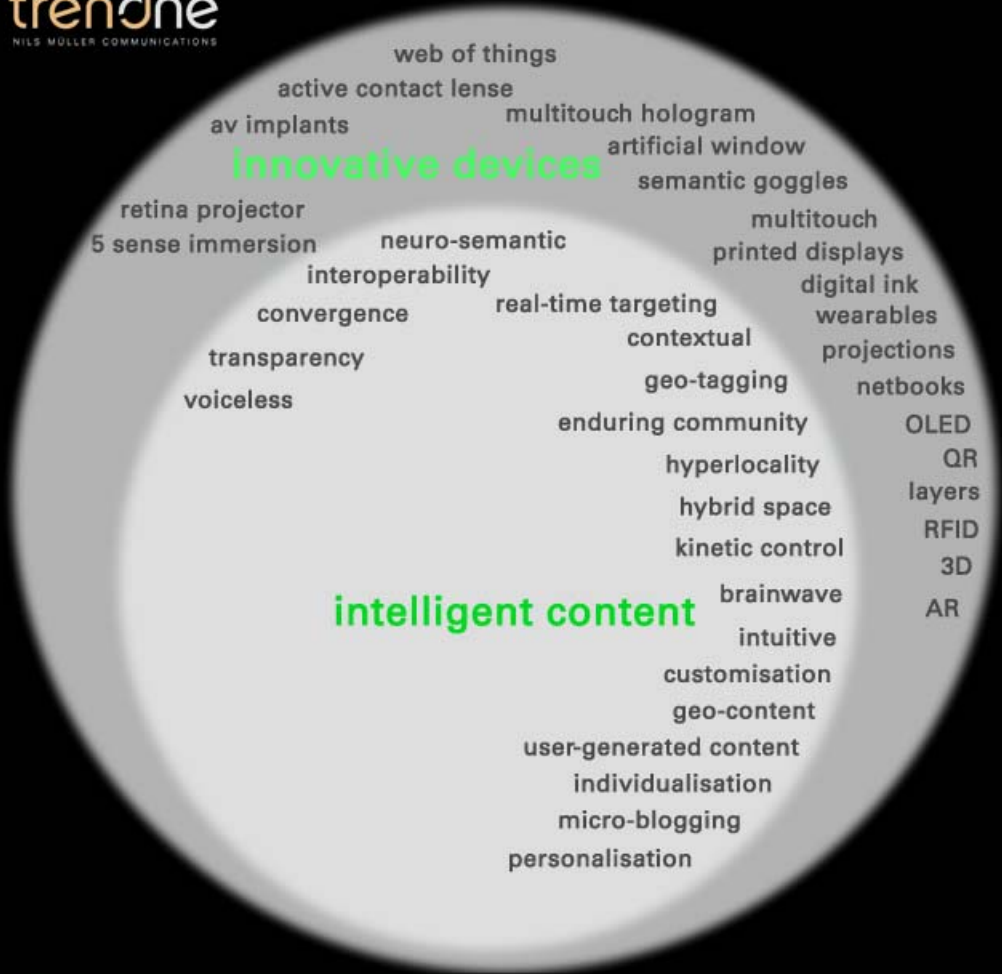 trendone
NILS MÜLLER COMMUNICATIONS
web of things
active contact lense
multitouch hologram
av implants
artificial window
innovative devices
semantic goggles
retina projector
multitouch
5 sense immersion
neuro-semantic
printed displays
interoperability
digital ink
real-time targeting
convergence
wearables
contextual
transparency
projections
geo-tagging
netbooks
voiceless
enduring community
OLED
hyperlocality
QR
layers
hybrid space
RFID
kinetic control
3D
brainwave
AR
intelligent content
intuitive
customisation
geo-content
user-generated content
individualisation
micro-blogging
personalisation